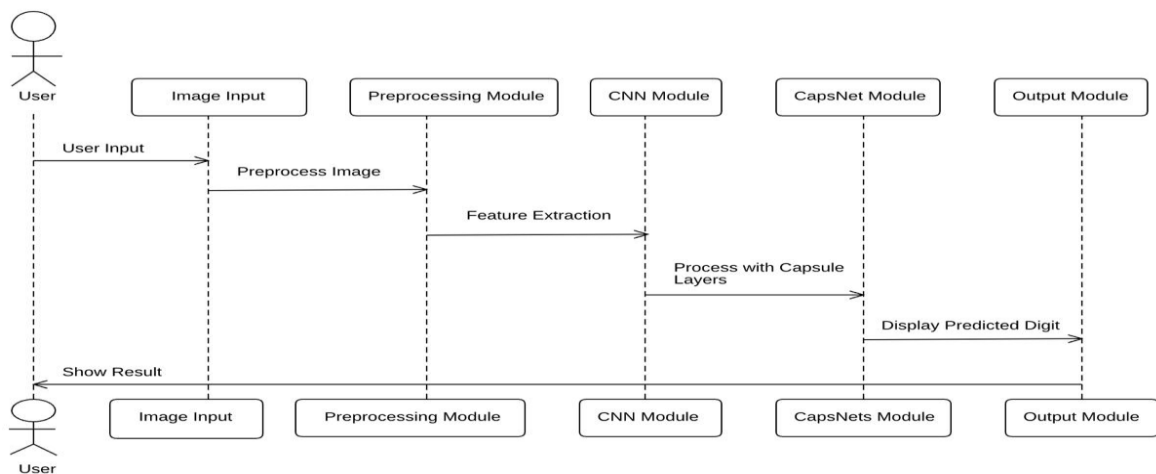 User
Image Input
Preprocessing Module
CNN Module
CapsNet Module
Output Module
User Input
Preprocess Image
Feature Extraction
Process with Capsule
Layers
Display Predicted Digit
Show Result
Image Input
Preprocessing Module
CNN Module
CapsNets Module
Output Module
User